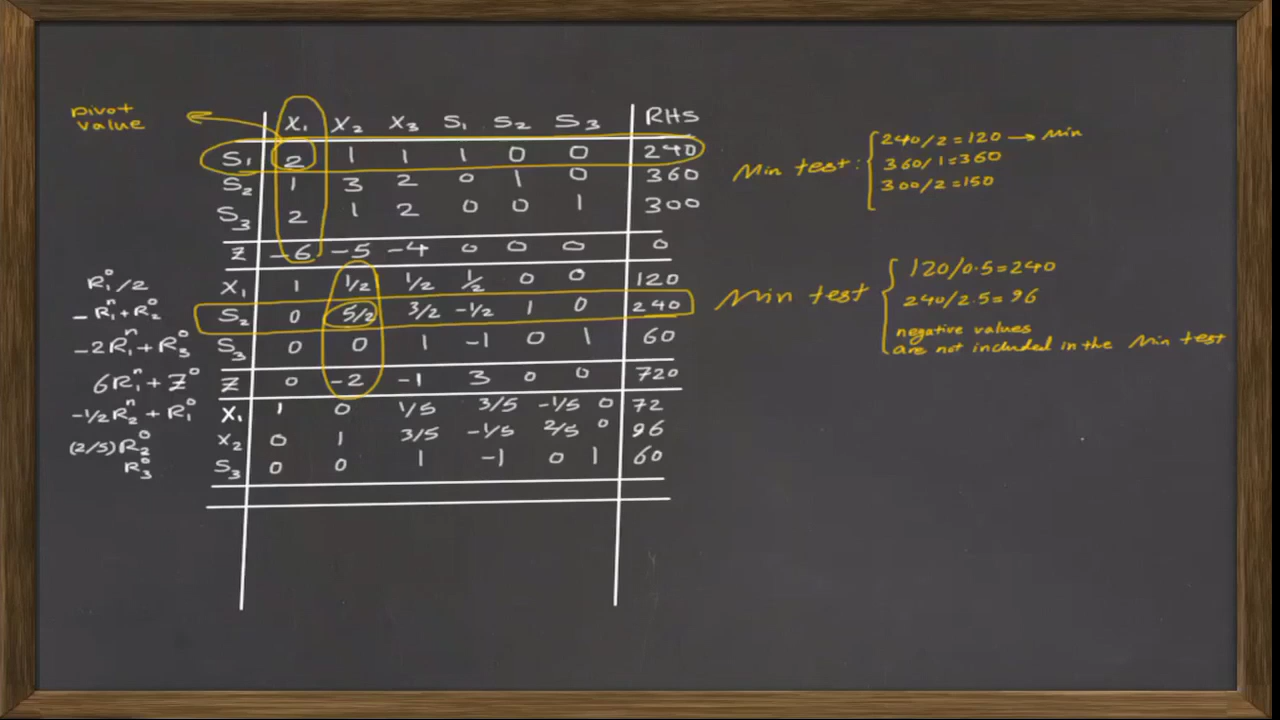 pivot
value
X₁ X₂ X₃ S₁ S₂ S₃ RHS
S₁ 2 1 1 1 0 0 240
S₂ 1 3 2 0 1 0 360
S₃ 2 1 2 0 0 1 300
Z -6 -5 -4 0 0 0 0
R₁⁰/2 X₁ 1 1/2 1/2 1/2 0 0 120
-R₁ⁿ+R₂⁰ S₂ 0 5/2 3/2 -1/2 1 0 240
-2R₁ⁿ+R₃⁰ S₃ 0 0 1 -1 0 1 60
6R₁ⁿ+Z⁰ Z 0 -2 -1 3 0 0 720
-1/2R₂ⁿ+R₁⁰ X₁ 1 0 1/5 3/5 -1/5 0 72
(2/5)R₂⁰ X₂ 0 1 3/5 -1/5 2/5 0 96
R₃⁰ S₃ 0 0 1 -1 0 1 60
Min test:
240/2=120 → Min
360/1=360
300/2=150
Min test
120/0.5=240
240/2.5=96
negative values
are not included in the Min test